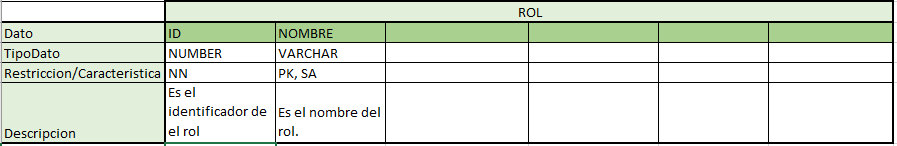 ROL
Dato ID NOMBRE
TipoDato NUMBER VARCHAR
Restriccion/Caracteristica NN PK, SA
Descripcion Es el identificador de el rol Es el nombre del rol.